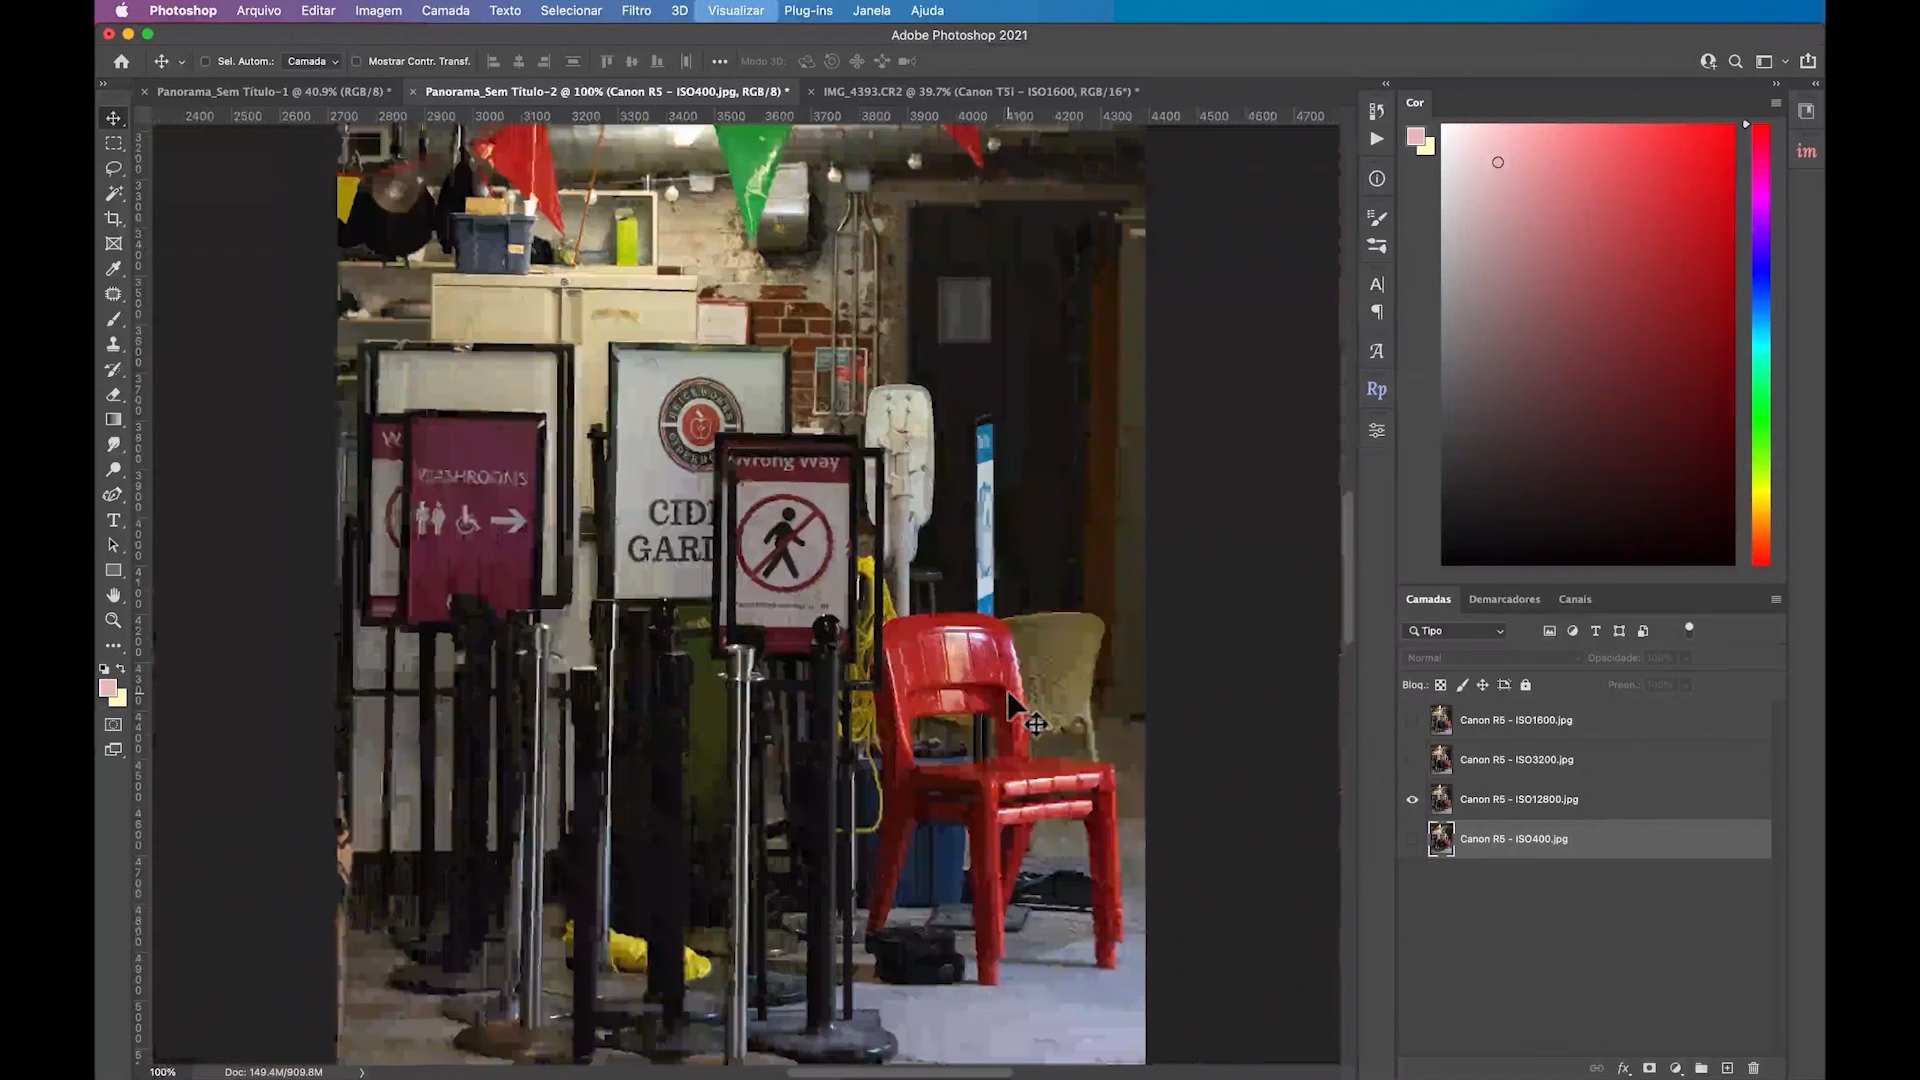 Photoshop Arquivo Editar Imagem Camada Texto Selecionar Filtro 3D Visualizar Plug-ins Janela Ajuda
Adobe Photoshop 2021
Sel. Autom.: Camada Mostrar Contr. Transf. Modo 3D:
Panorama_Sem Título-1 @ 40.9% (RGB/8) *
Panorama_Sem Título-2 @ 100% (Canon R5 - ISO400.jpg, RGB/8) *
IMG_4393.CR2 @ 39.7% (Canon T5i - ISO1600, RGB/16*) *
2400 2500 2600 2700 2800 2900 3000 3100 3200 3300 3400 3500 3600 3700 3800 3900 4000 4100 4200 4300 4400 4500 4600 4700
Cor
im
Rp
WASHROOMS
CIDE
GARD
Wrong Way
Camadas Demarcadores Canais
Tipo
Normal Opacidade: 100%
Bloq.: Preen.: 100%
Canon R5 - ISO1600.jpg
Canon R5 - ISO3200.jpg
Canon R5 - ISO12800.jpg
Canon R5 - ISO400.jpg
100% Doc: 149.4M/909.8M